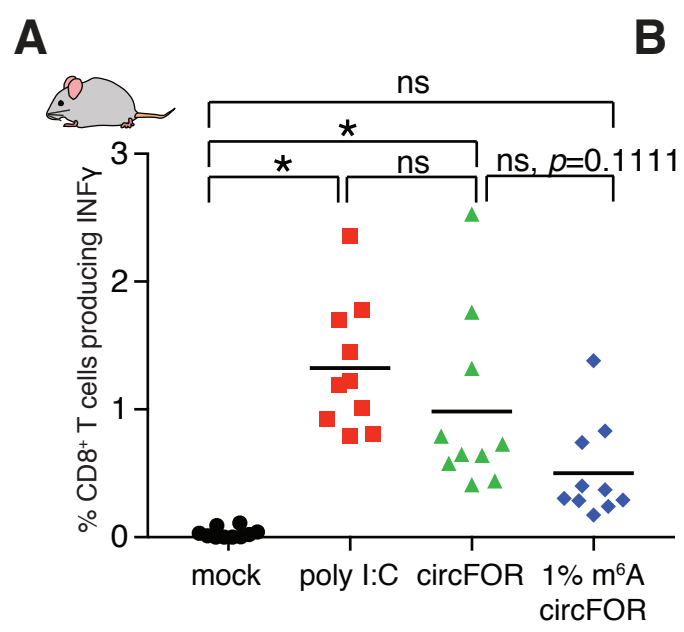 A
B
ns
*
* ns ns, p=0.1111
3
2
1
0
% CD8⁺ T cells producing INFγ
mock poly I:C circFOR 1% m⁶A
circFOR